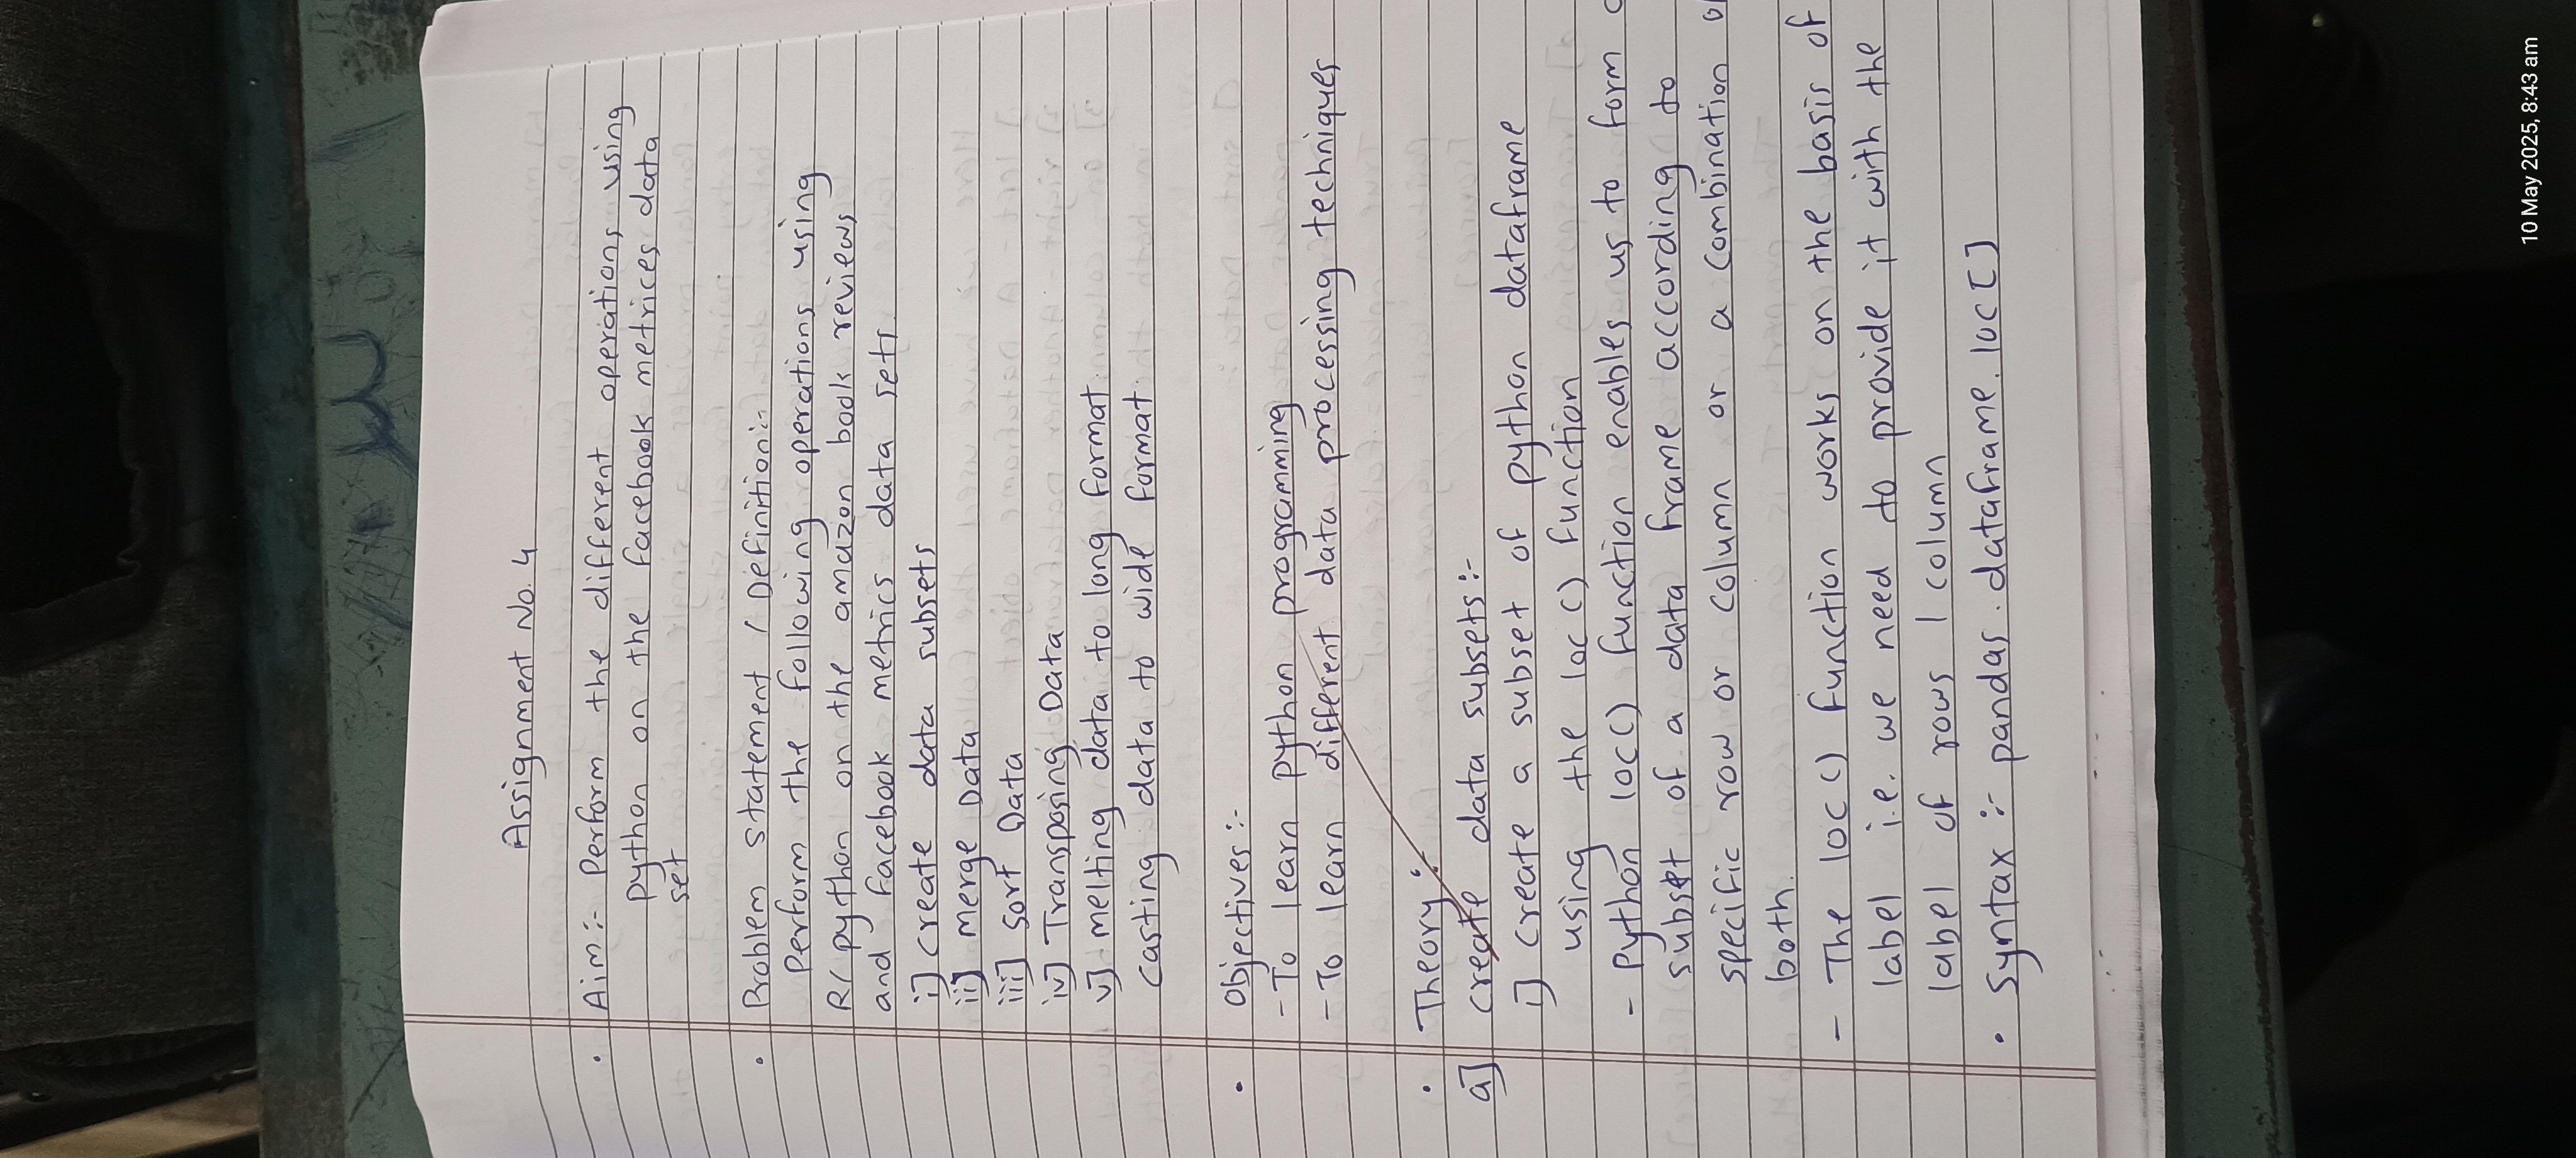 Assignment No. 4
• Aim :- Perform the different operations using
python on the facebook metrices data
set
• Problem statement / Definition :-
Perform the following operations using
R/ python on the amazon book reviews
and facebook metrics data sets.
i] create data subsets
ii] merge Data
iii] sort Data
iv] Transposing Data
v] melting data to long format.
casting data to wide format.
• Objectives :-
- To learn python programming
- To learn different data processing techniques
• Theory :-
a] create data subsets :-
i] create a subset of python dataframe
using the loc() function
- Python loc() function enables us to form
subset of a data frame according to
specific row or column or a combination
both.
- The loc() function works on the basis of
label i.e. we need to provide it with the
label of rows / column
• Syntax :- pandas.dataframe.loc[]
10 May 2025, 8:43 am